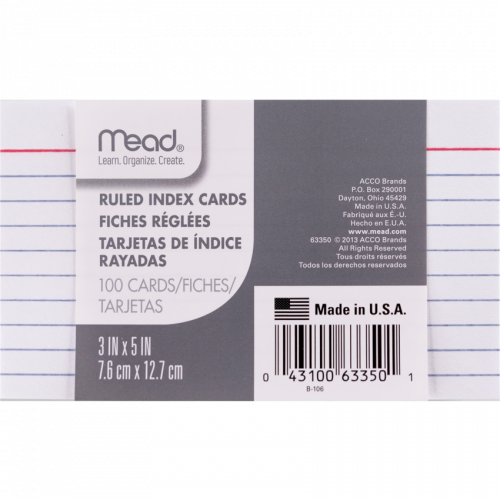 Mead®
Learn. Organize. Create.
RULED INDEX CARDS
FICHES RÉGLÉES
TARJETAS DE ÍNDICE
RAYADAS
100 CARDS/FICHES/
TARJETAS
3 IN x 5 IN
7.6 cm x 12.7 cm
ACCO Brands
P.O. Box 290001
Dayton, Ohio 45429
Made in U.S.A.
Fabriqué aux É.-U.
Hecho en E.U.A.
www.mead.com
63350 © 2013 ACCO Brands
All Rights Reserved
Tous droits réservés
Todos los derechos reservados
Made in U.S.A.
0 43100 63350 1
B-106